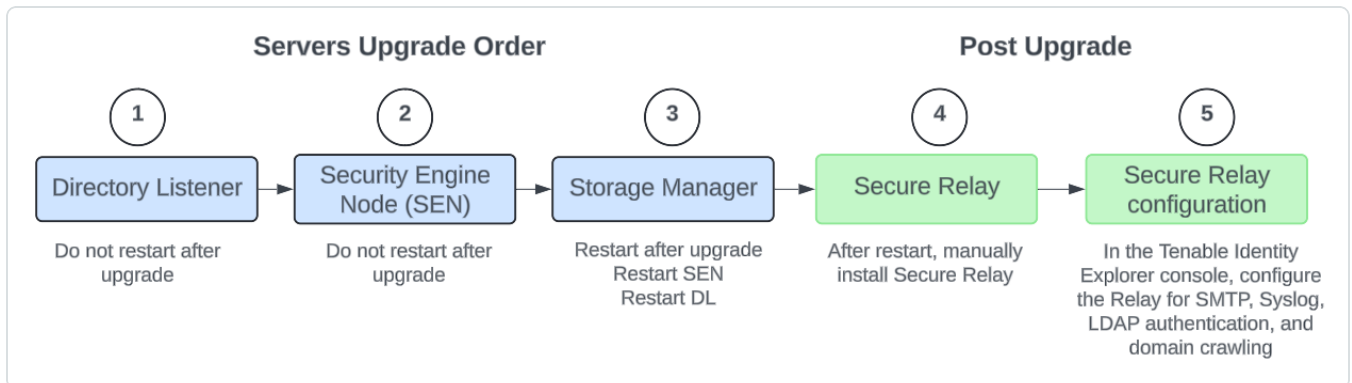 Servers Upgrade Order
Post Upgrade
1
2
3
4
5
Directory Listener
Security Engine
Node (SEN)
Storage Manager
Secure Relay
Secure Relay
configuration
Do not restart after
upgrade
Do not restart after
upgrade
Restart after upgrade
Restart SEN
Restart DL
After restart, manually
install Secure Relay
In the Tenable Identity
Explorer console, configure
the Relay for SMTP, Syslog,
LDAP authentication, and
domain crawling